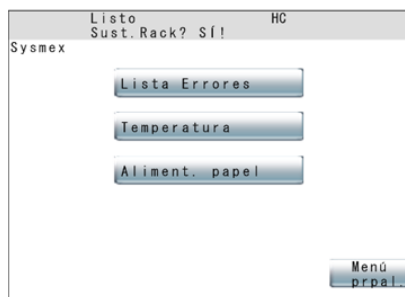 Listo HC
Sust.Rack? SÍ!
Sysmex
Lista Errores
Temperatura
Aliment. papel
Menú
prpal.